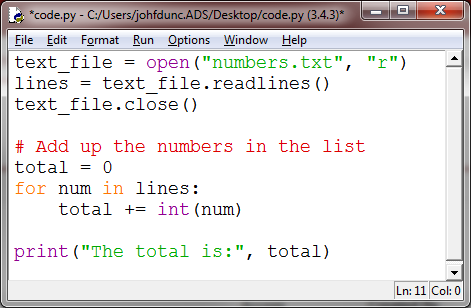 *code.py - C:/Users/johfdunc.ADS/Desktop/code.py (3.4.3)*
File Edit Format Run Options Window Help
text_file = open("numbers.txt", "r")
lines = text_file.readlines()
text_file.close()
# Add up the numbers in the list
total = 0
for num in lines:
    total += int(num)
print("The total is:", total)
Ln: 11 Col: 0